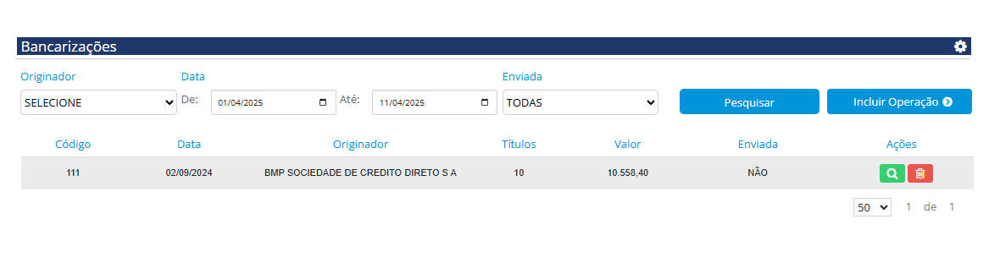 Bancarizações
Originador Data Enviada
SELECIONE De: 01/04/2025 Até: 11/04/2025 TODAS Pesquisar Incluir Operação
Código Data Originador Títulos Valor Enviada Ações
111 02/09/2024 BMP SOCIEDADE DE CREDITO DIRETO S A 10 10.558,40 NÃO
50 1 de 1